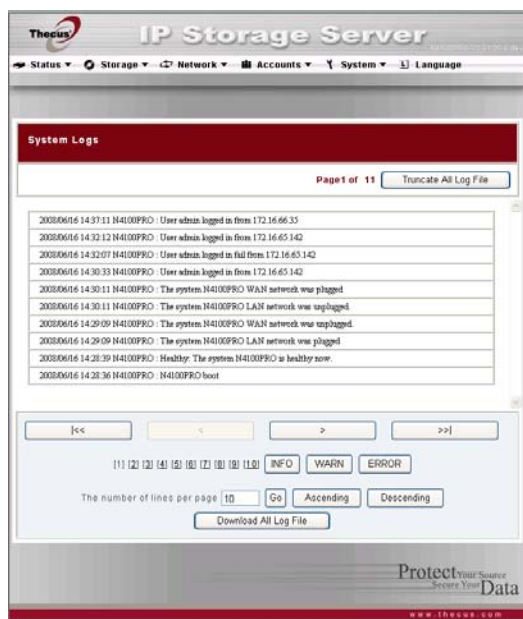 Thecus
IP Storage Server
Status Storage Network Accounts System Language
System Logs
Page1 of 11 Truncate All Log File
2008/06/16 14:37:11 N4100PRO : User admin logged in from 172.16.66.35
2008/06/16 14:32:12 N4100PRO : User admin logged in from 172.16.65.142
2008/06/16 14:32:07 N4100PRO : User admin logged in fail from 172.16.65.142
2008/06/16 14:30:33 N4100PRO : User admin logged in from 172.16.65.142
2008/06/16 14:30:11 N4100PRO : The system N4100PRO WAN network was plugged
2008/06/16 14:30:11 N4100PRO : The system N4100PRO LAN network was unplugged.
2008/06/16 14:29:09 N4100PRO : The system N4100PRO WAN network was unplugged.
2008/06/16 14:29:09 N4100PRO : The system N4100PRO LAN network was plugged
2008/06/16 14:28:39 N4100PRO : Healthy: The system N4100PRO is healthy now.
2008/06/16 14:28:36 N4100PRO : N4100PRO boot
|<< < > >>|
[1] [2] [3] [4] [5] [6] [7] [8] [9] [10] INFO WARN ERROR
The number of lines per page 10 Go Ascending Descending
Download All Log File
Protect Your Source
Secure Your Data
www.thecus.com